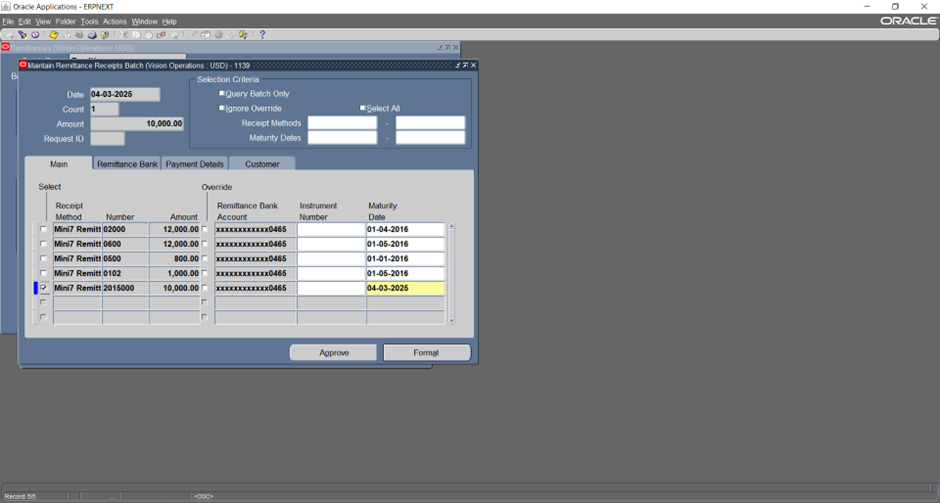 Oracle Applications - ERPNEXT
File Edit View Folder Tools Actions Window Help
ORACLE
Remittances (Vision Operations: USD)
Maintain Remittance Receipts Batch (Vision Operations : USD) - 1139
Selection Criteria
Date 04-03-2025
Query Batch Only
Count 1
Ignore Override Select All
Amount 10,000.00
Receipt Methods -
Request ID
Maturity Dates -
Main Remittance Bank Payment Details Customer
Select Override
Receipt Remittance Bank Instrument Maturity
Method Number Amount Account Number Date
Mini7 Remitt 02000 12,000.00 xxxxxxxxxxxx0465 01-04-2016
Mini7 Remitt 0600 12,000.00 xxxxxxxxxxxx0465 01-05-2016
Mini7 Remitt 0500 800.00 xxxxxxxxxxxx0465 01-01-2016
Mini7 Remitt 0102 1,000.00 xxxxxxxxxxxx0465 01-05-2016
Mini7 Remitt 2015000 10,000.00 xxxxxxxxxxxx0465 04-03-2025
Approve Format
Record 5/5 ... <OSC>